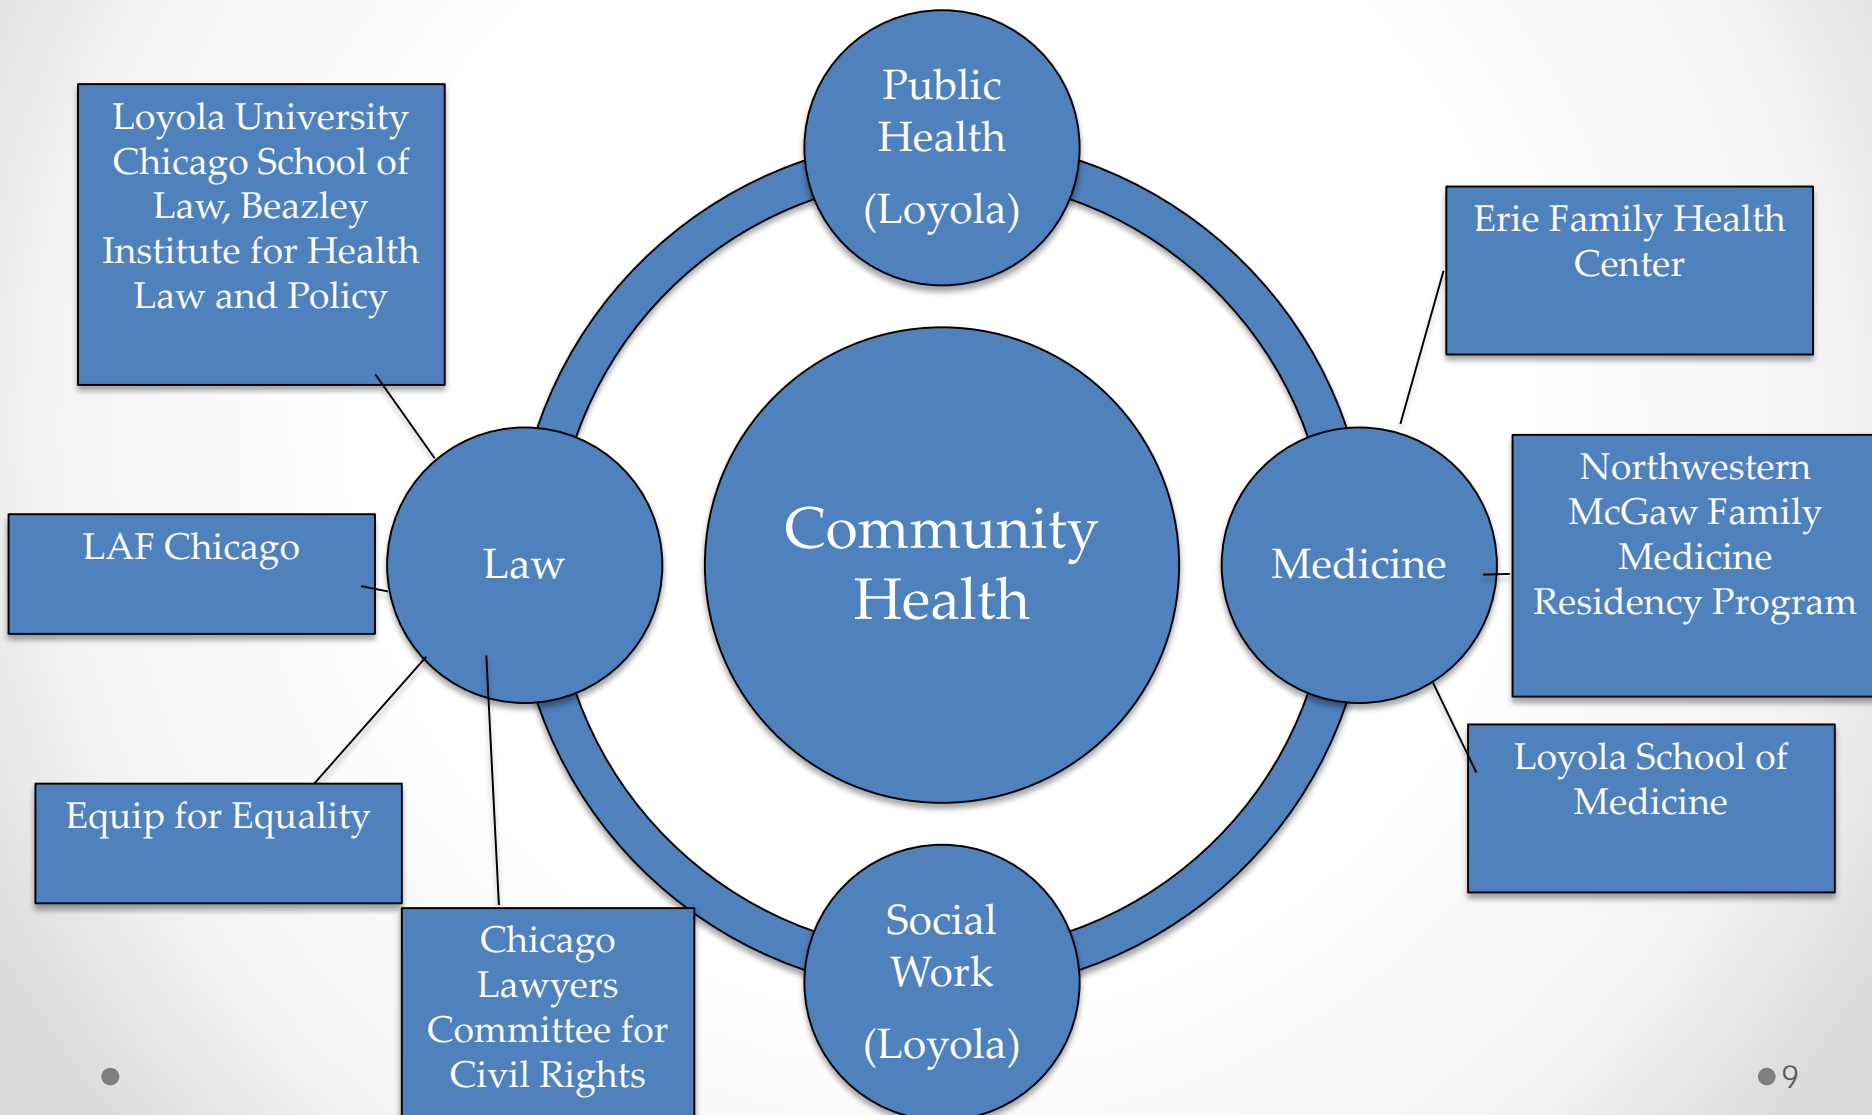 Public
Health
(Loyola)
Loyola University
Chicago School of
Law, Beazley
Institute for Health
Law and Policy
Erie Family Health
Center
Northwestern
McGaw Family
Medicine
Residency Program
LAF Chicago
Law
Community
Health
Medicine
Loyola School of
Medicine
Equip for Equality
Chicago
Lawyers
Committee for
Civil Rights
Social
Work
(Loyola)
9